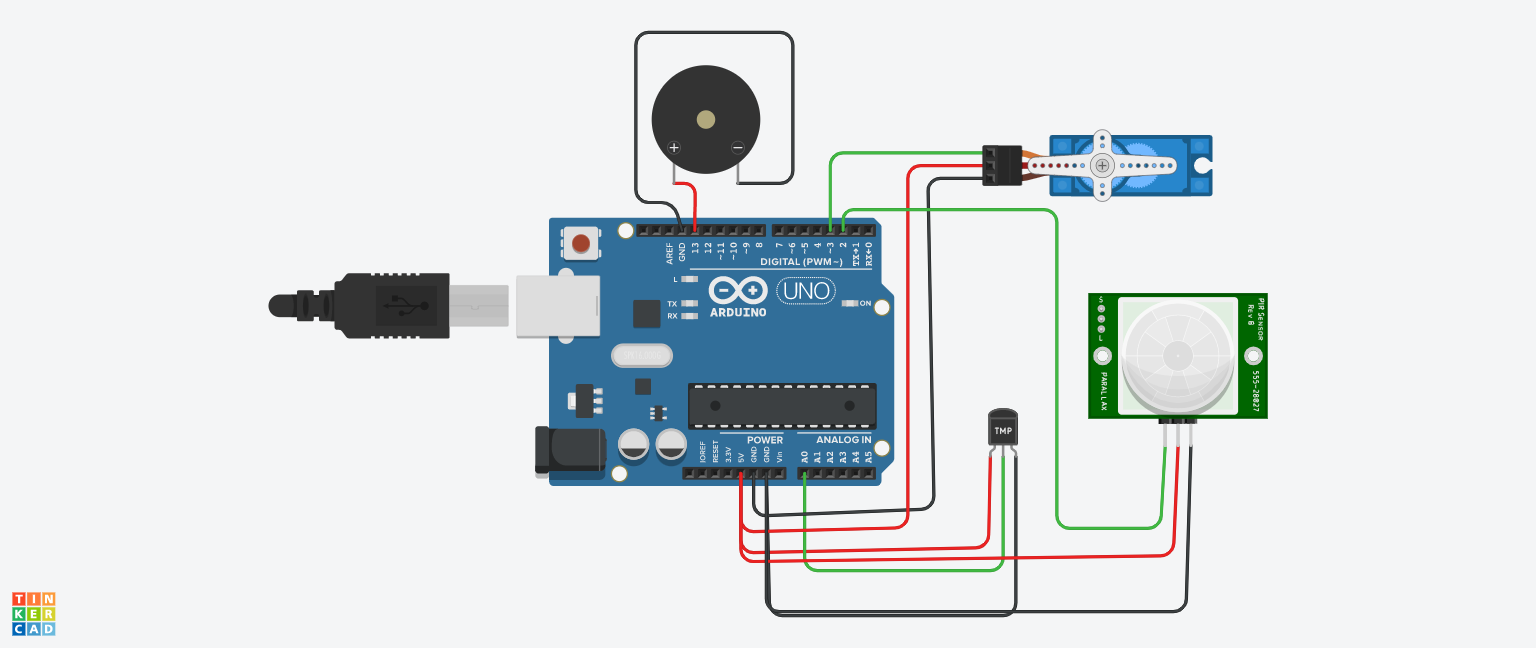 +
−
AREF
GND
13
12
~11
~10
~9
8
7
~6
~5
4
~3
2
TX→1
RX←0
DIGITAL (PWM~)
L
TX
RX
UNO
ON
ARDUINO
S
L
PARALLAX
PIR SENSOR
Rev B
555-28027
TMP
POWER
ANALOG IN
IOREF
RESET
3.3V
5V
GND
GND
Vin
A0
A1
A2
A3
A4
A5
TIN
KER
CAD